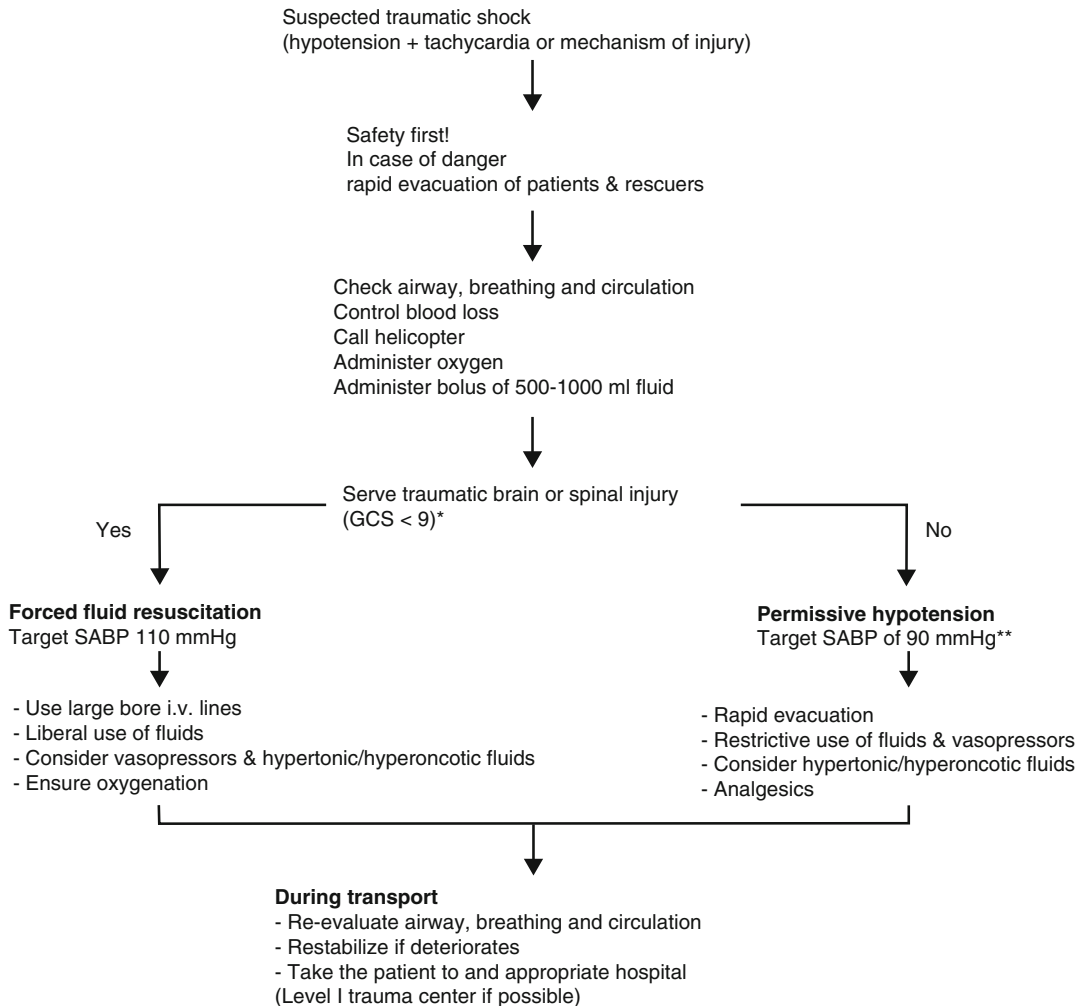 Suspected traumatic shock
(hypotension + tachycardia or mechanism of injury)
Safety first!
In case of danger
rapid evacuation of patients & rescuers
Check airway, breathing and circulation
Control blood loss
Call helicopter
Administer oxygen
Administer bolus of 500-1000 ml fluid
Serve traumatic brain or spinal injury
(GCS < 9)*
Yes
No
Forced fluid resuscitation
Target SABP 110 mmHg
- Use large bore i.v. lines
- Liberal use of fluids
- Consider vasopressors & hypertonic/hyperoncotic fluids
- Ensure oxygenation
Permissive hypotension
Target SABP of 90 mmHg**
- Rapid evacuation
- Restrictive use of fluids & vasopressors
- Consider hypertonic/hyperoncotic fluids
- Analgesics
During transport
- Re-evaluate airway, breathing and circulation
- Restabilize if deteriorates
- Take the patient to and appropriate hospital
(Level I trauma center if possible)